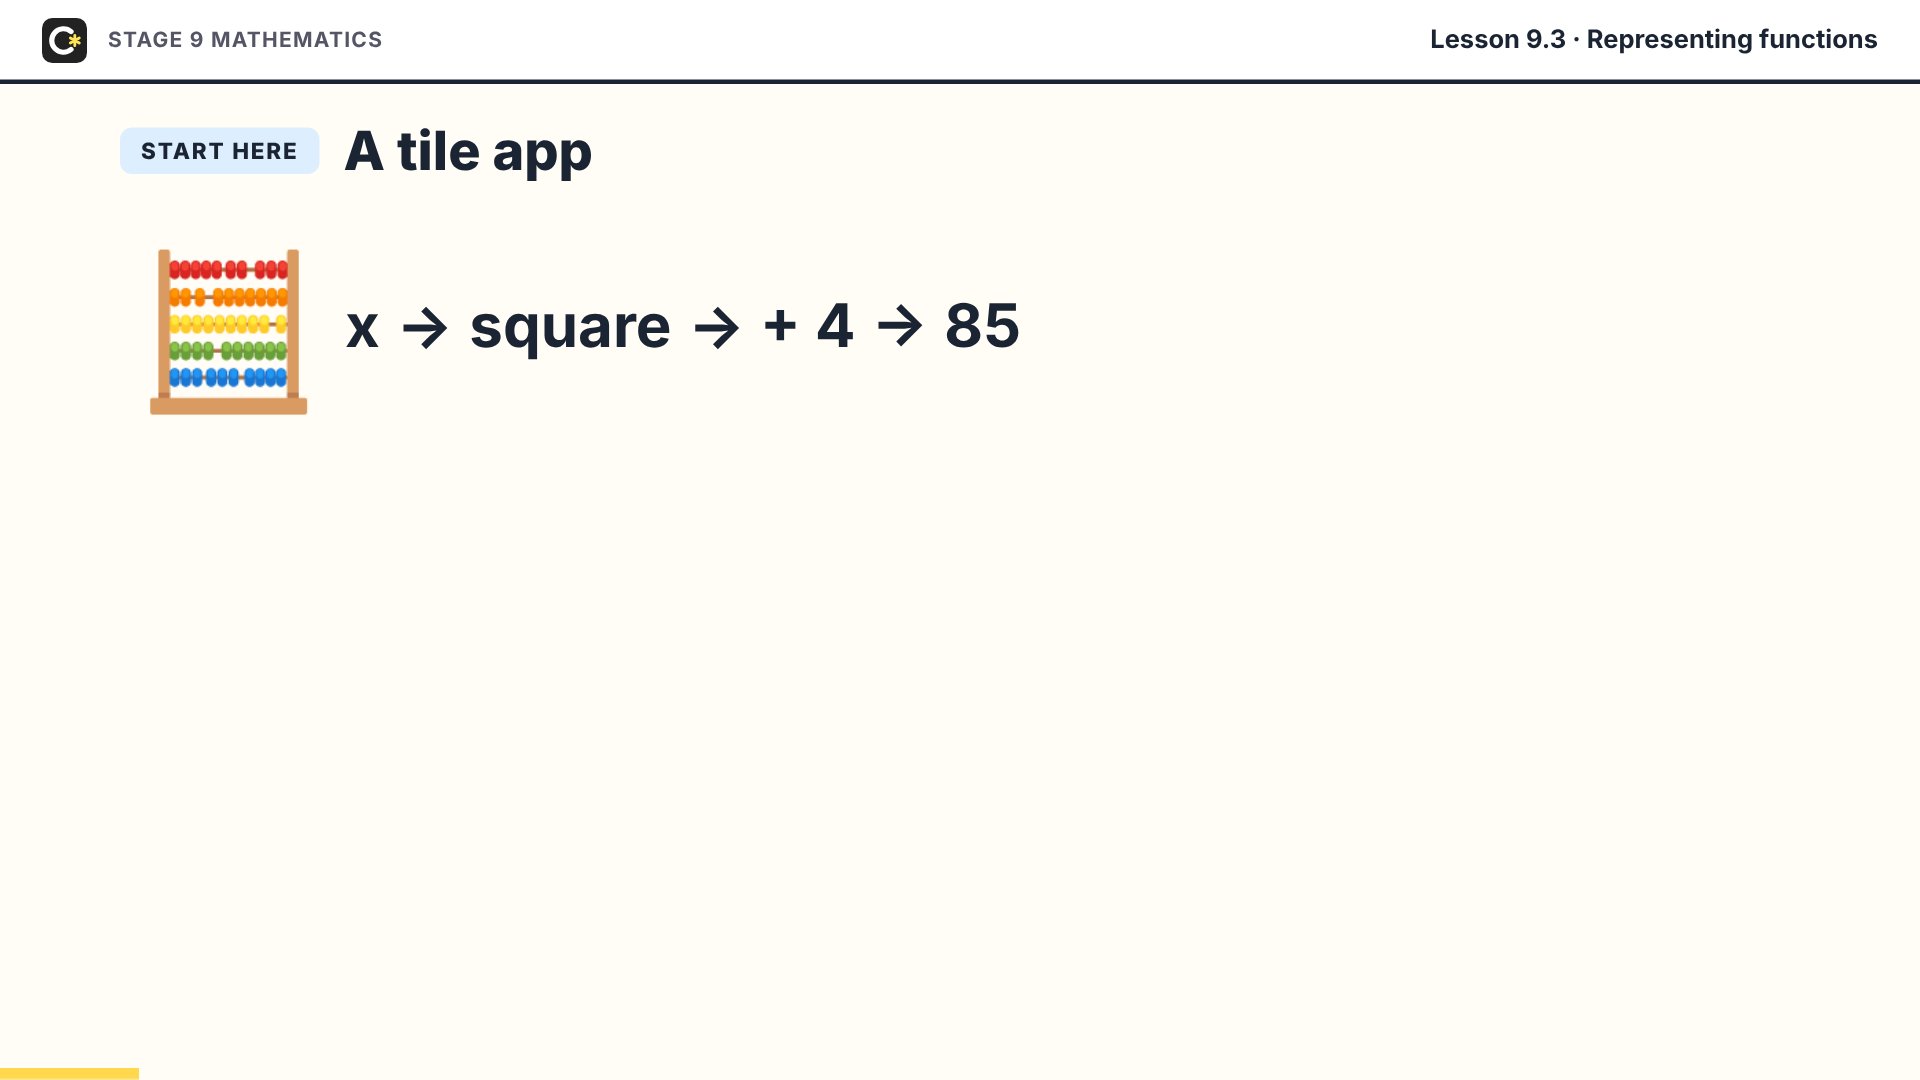 STAGE 9 MATHEMATICS
Lesson 9.3 · Representing functions
START HERE
A tile app
x → square → + 4 → 85